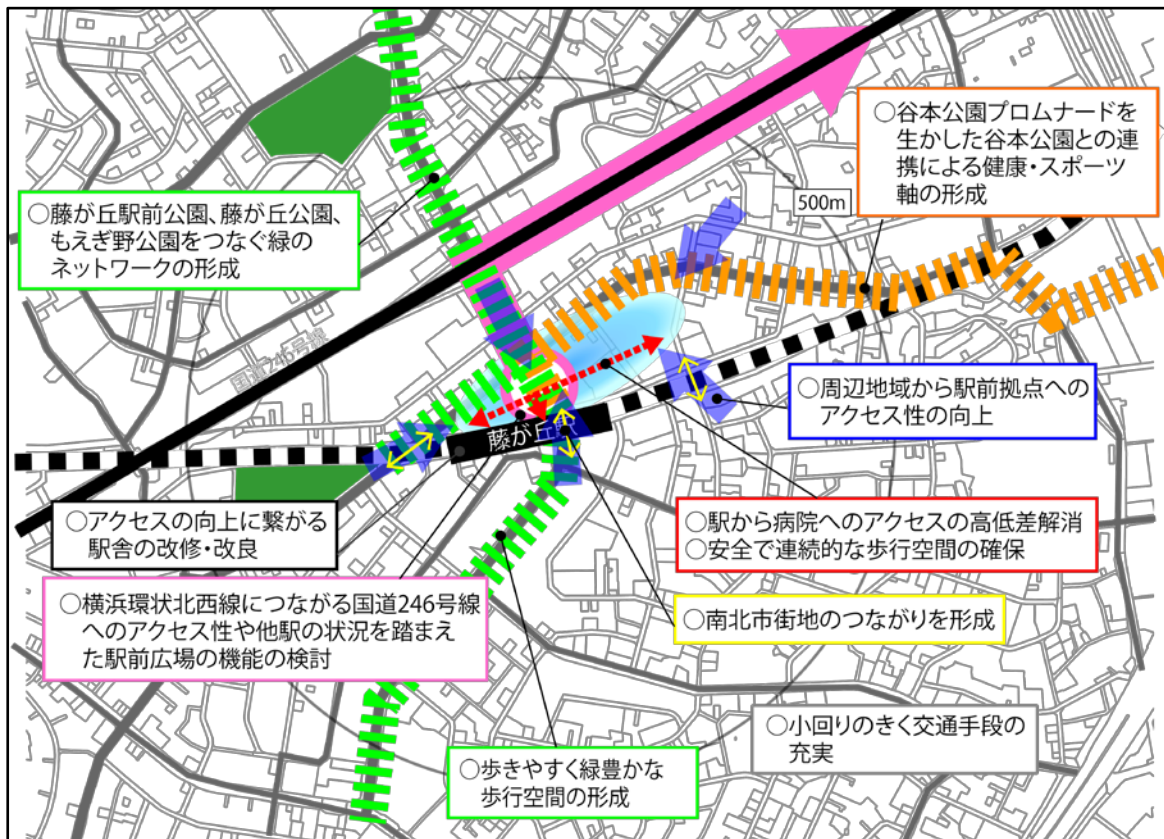 ○谷本公園プロムナードを
生かした谷本公園との連
携による健康・スポーツ
軸の形成
500m
○藤が丘駅前公園、藤が丘公園、
もえぎ野公園をつなぐ緑の
ネットワークの形成
国道246号線
○周辺地域から駅前拠点への
アクセス性の向上
藤が丘駅
○アクセスの向上に繋がる
駅舎の改修・改良
○駅から病院へのアクセスの高低差解消
○安全で連続的な歩行空間の確保
○横浜環状北西線につながる国道246号線
へのアクセス性や他駅の状況を踏まえ
た駅前広場の機能の検討
○南北市街地のつながりを形成
○小回りのきく交通手段の
充実
○歩きやすく緑豊かな
歩行空間の形成